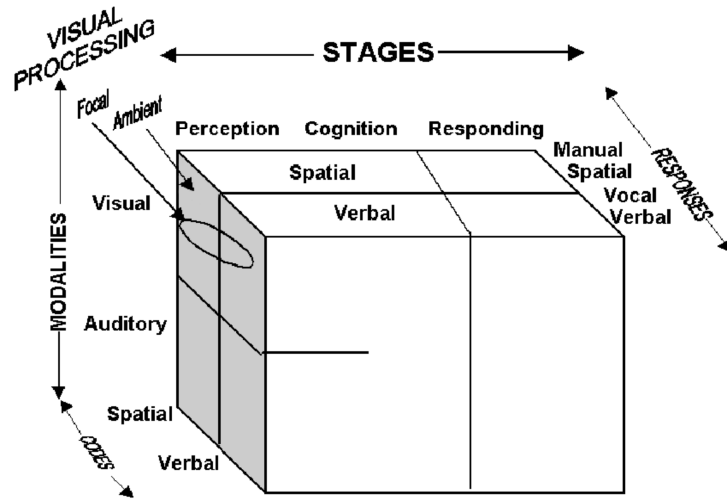 VISUAL
PROCESSING
STAGES
Focal
Ambient
Perception Cognition Responding
Manual
Spatial
Spatial
Vocal
Verbal
Visual
Verbal
RESPONSES
MODALITIES
Auditory
Spatial
Verbal
CODES